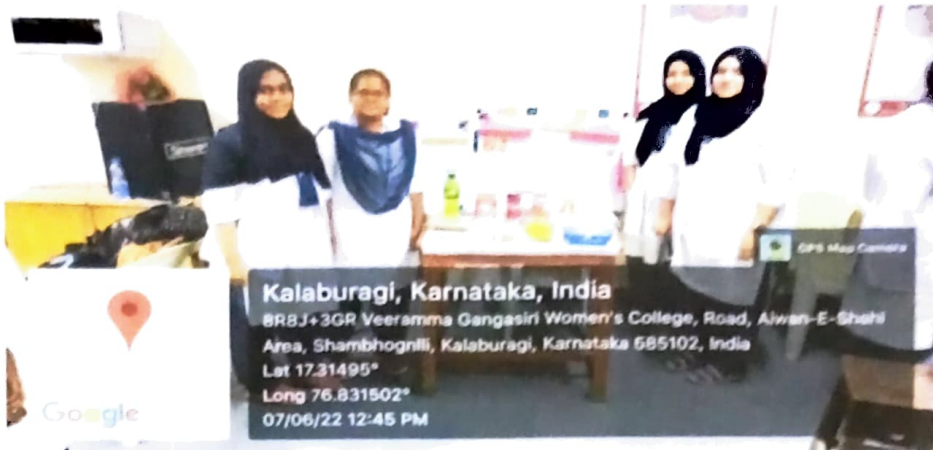 GPS Map Camera
Kalaburagi, Karnataka, India
8R8J+3GR Veeramma Gangasiri Women's College, Road, Aiwan-E-Shahi
Area, Shambhognlli, Kalaburagi, Karnataka 585102, India
Lat 17.31495°
Long 76.831502°
07/06/22 12:45 PM
Google